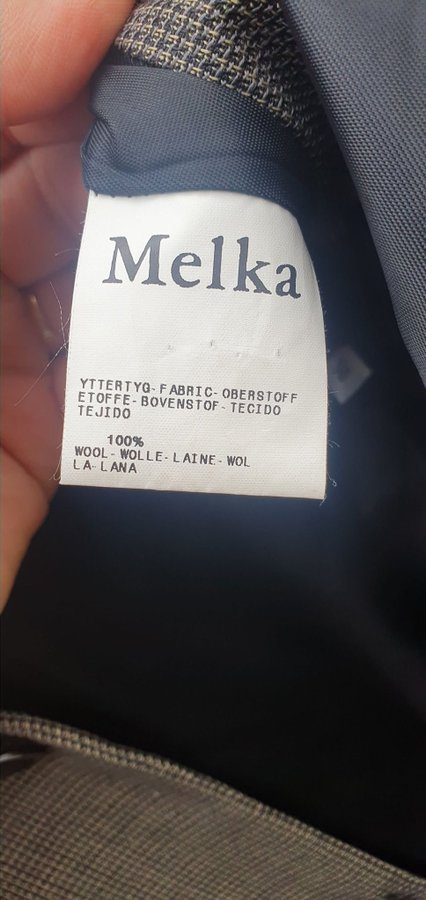 Melka
YTTERTYG-FABRIC-OBERSTOFF
ETOFFE-BOVENSTOF-TECIDO
TEJIDO
100%
WOOL-WOLLE-LAINE-WOL
LA-LANA